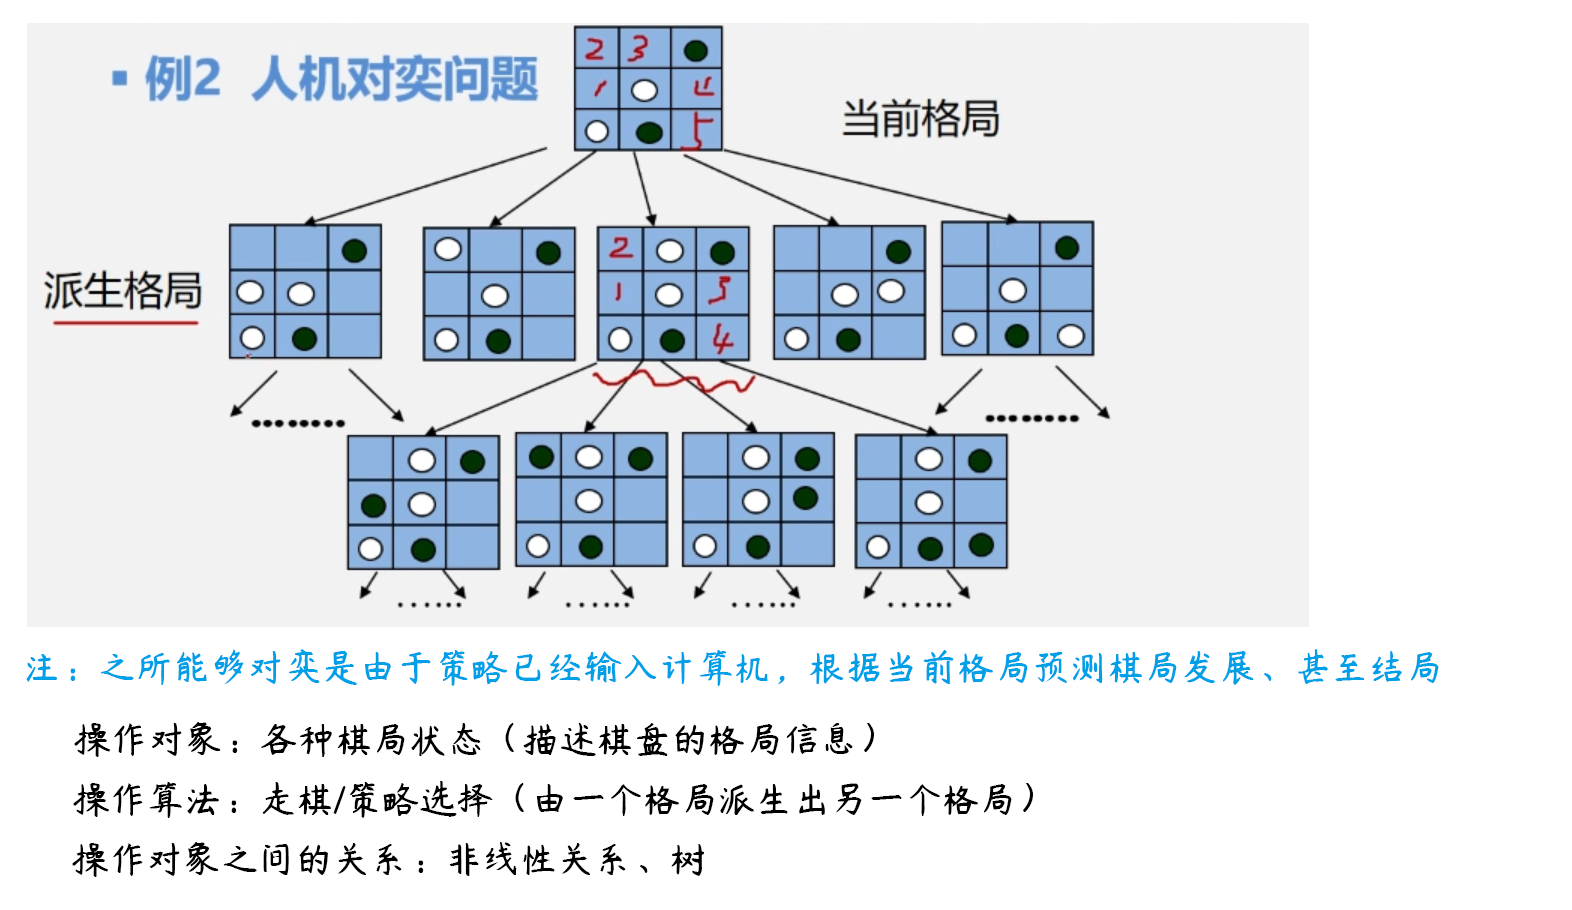 ▪ 例2 人机对弈问题
2 3
1 4
5
当前格局
派生格局
2
1 3
4
........ ........
...... ...... ...... ......
注：之所能够对弈是由于策略已经输入计算机，根据当前格局预测棋局发展、甚至结局
操作对象：各种棋局状态（描述棋盘的格局信息）
操作算法：走棋/策略选择（由一个格局派生出另一个格局）
操作对象之间的关系：非线性关系、树